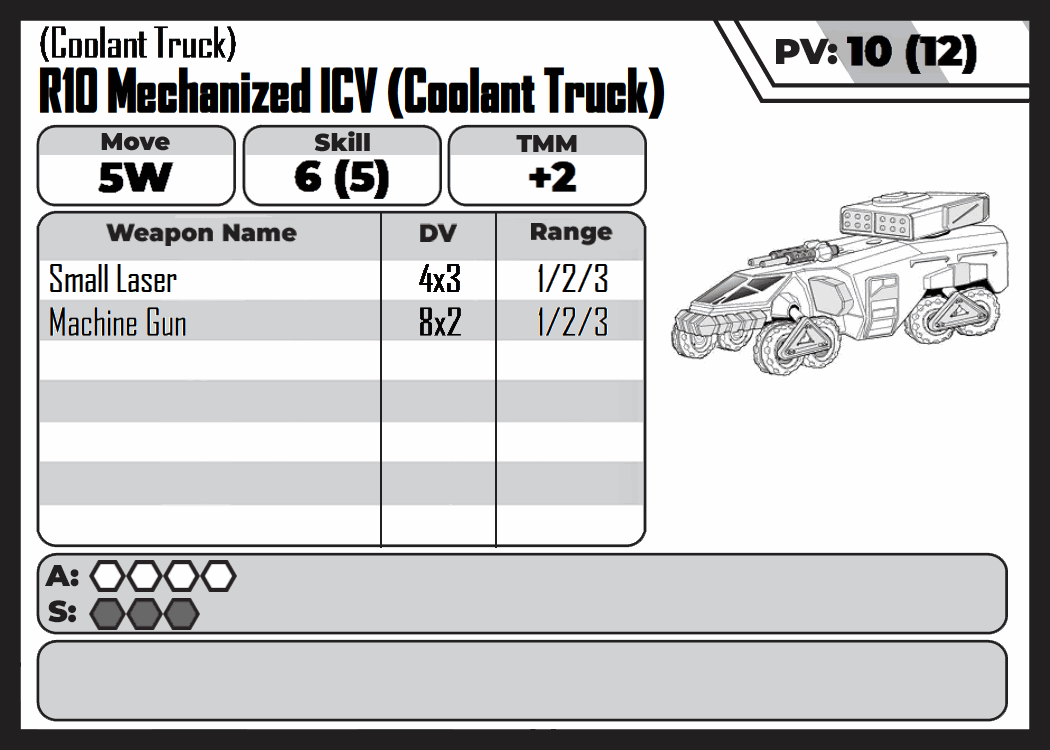 (Coolant Truck)
R10 Mechanized ICV (Coolant Truck)
PV: 10 (12)
Move
5W
Skill
6 (5)
TMM
+2
Weapon Name DV Range
Small Laser 4x3 1/2/3
Machine Gun 8x2 1/2/3
A:
S: